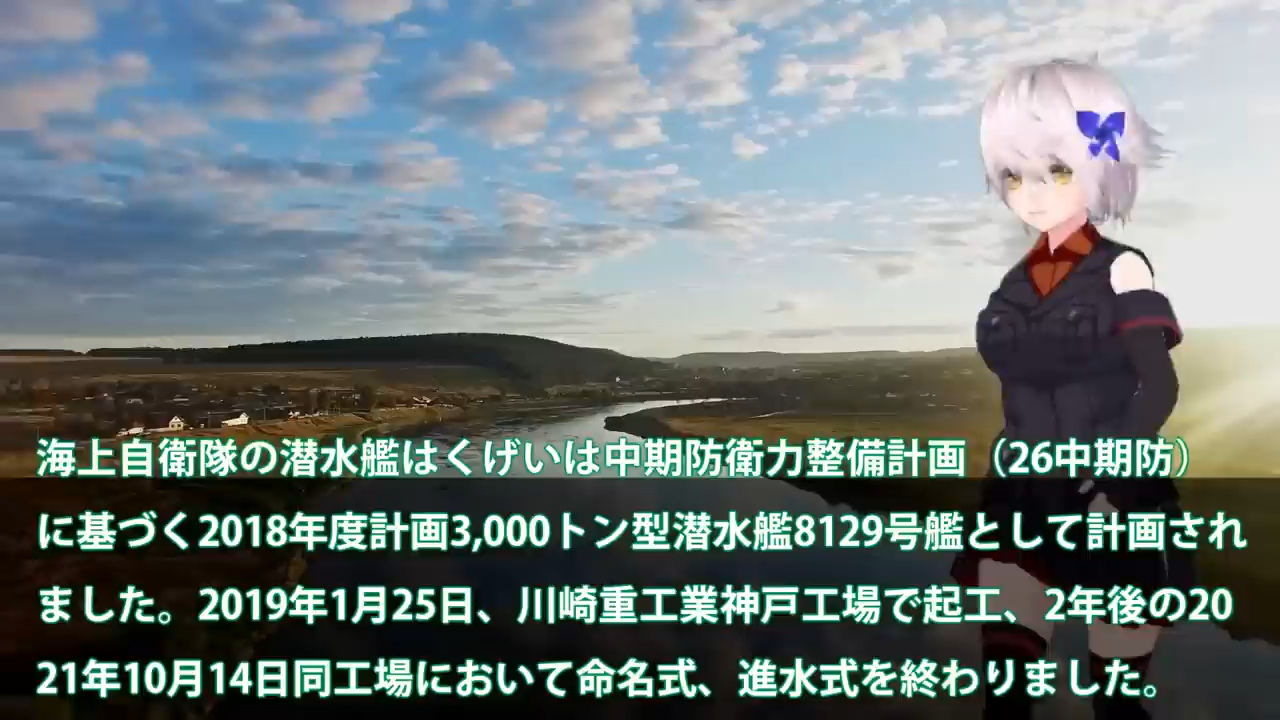 海上自衛隊の潜水艦はくげいは中期防衛力整備計画（26中期防）
に基づく2018年度計画3,000トン型潜水艦8129号艦として計画され
ました。2019年1月25日、川崎重工業神戸工場で起工、2年後の20
21年10月14日同工場において命名式、進水式を終わりました。